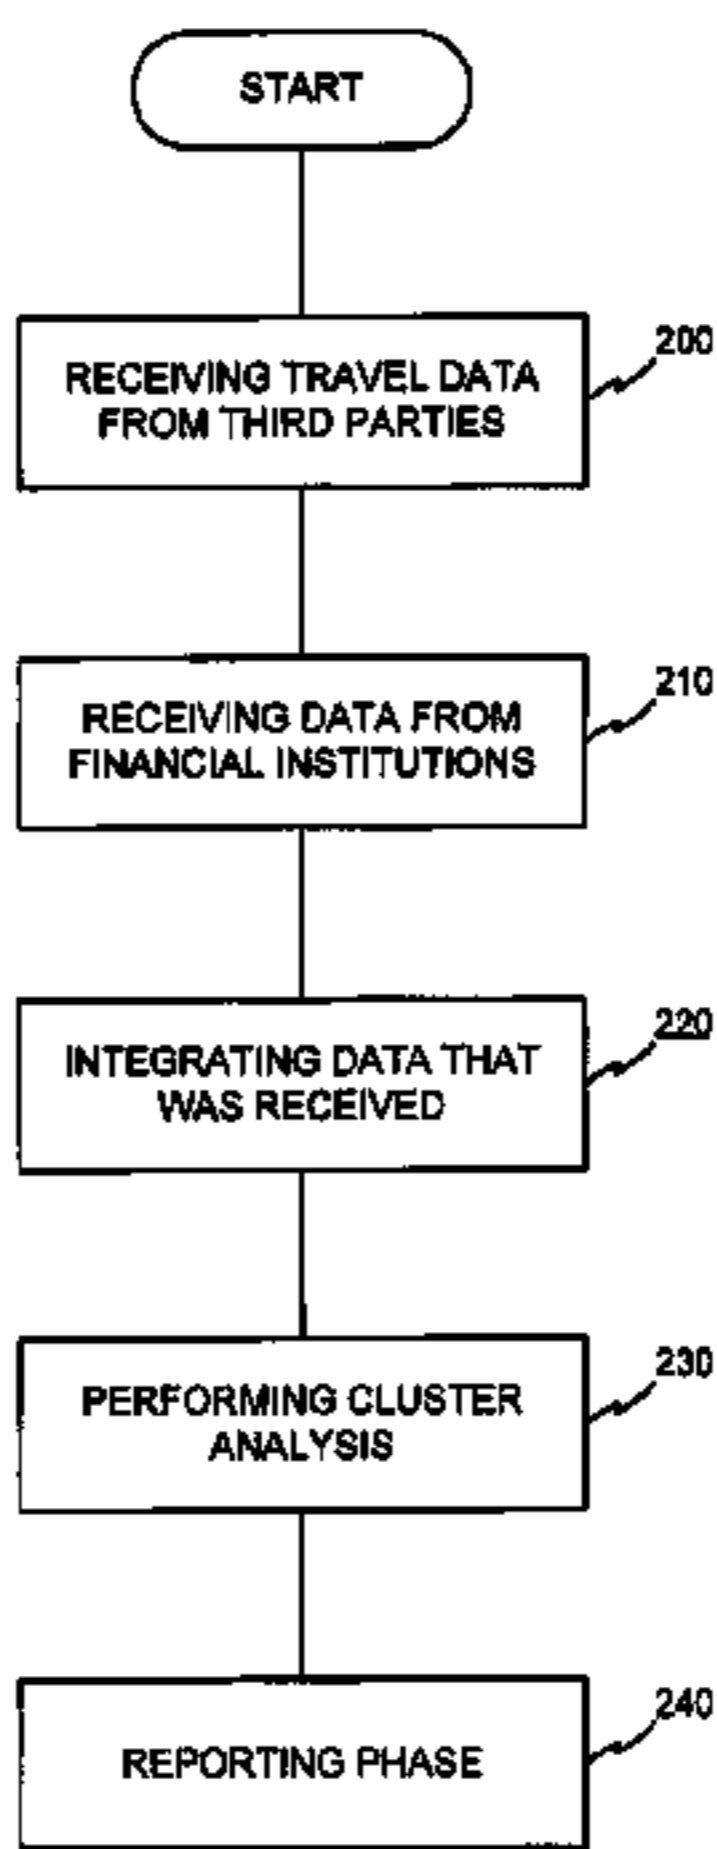 START
200
RECEIVING TRAVEL DATA
FROM THIRD PARTIES
210
RECEIVING DATA FROM
FINANCIAL INSTITUTIONS
220
INTEGRATING DATA THAT
WAS RECEIVED
230
PERFORMING CLUSTER
ANALYSIS
240
REPORTING PHASE